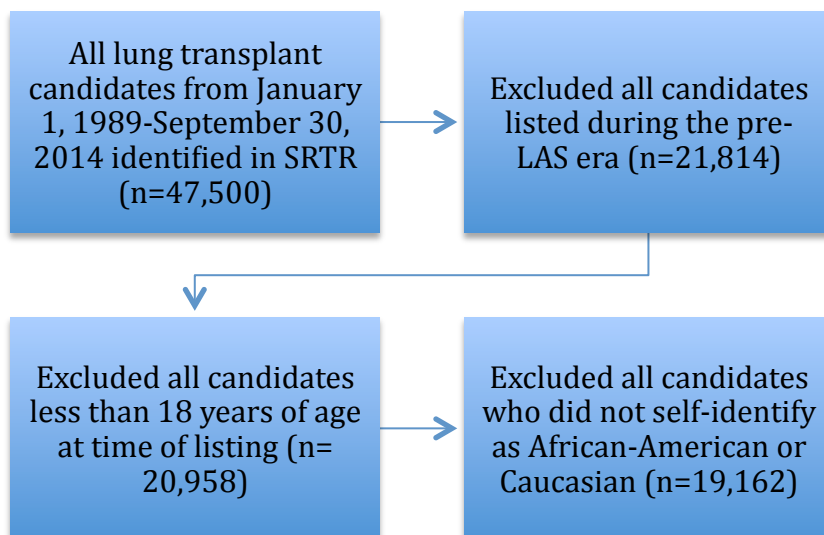 All lung transplant
candidates from January
1, 1989-September 30,
2014 identified in SRTR
(n=47,500)
Excluded all candidates
listed during the pre-
LAS era (n=21,814)
Excluded all candidates
less than 18 years of age
at time of listing (n=
20,958)
Excluded all candidates
who did not self-identify
as African-American or
Caucasian (n=19,162)